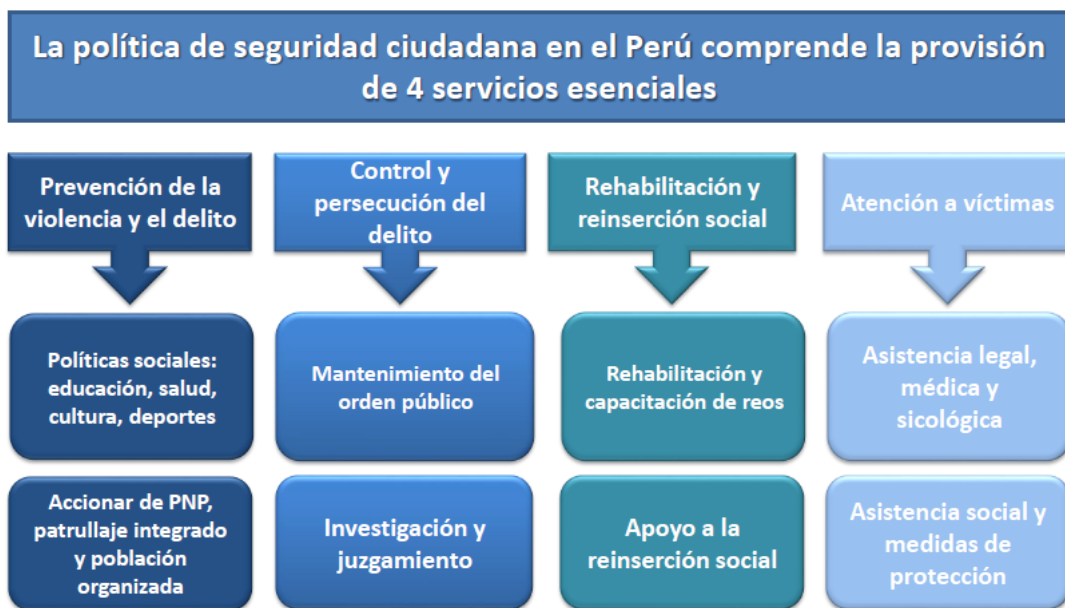 La política de seguridad ciudadana en el Perú comprende la provisión
de 4 servicios esenciales
Prevención de la
violencia y el delito
Control y
persecución del
delito
Rehabilitación y
reinserción social
Atención a víctimas
Políticas sociales:
educación, salud,
cultura, deportes
Mantenimiento del
orden público
Rehabilitación y
capacitación de reos
Asistencia legal,
médica y
sicológica
Accionar de PNP,
patrullaje integrado
y población
organizada
Investigación y
juzgamiento
Apoyo a la
reinserción social
Asistencia social y
medidas de
protección